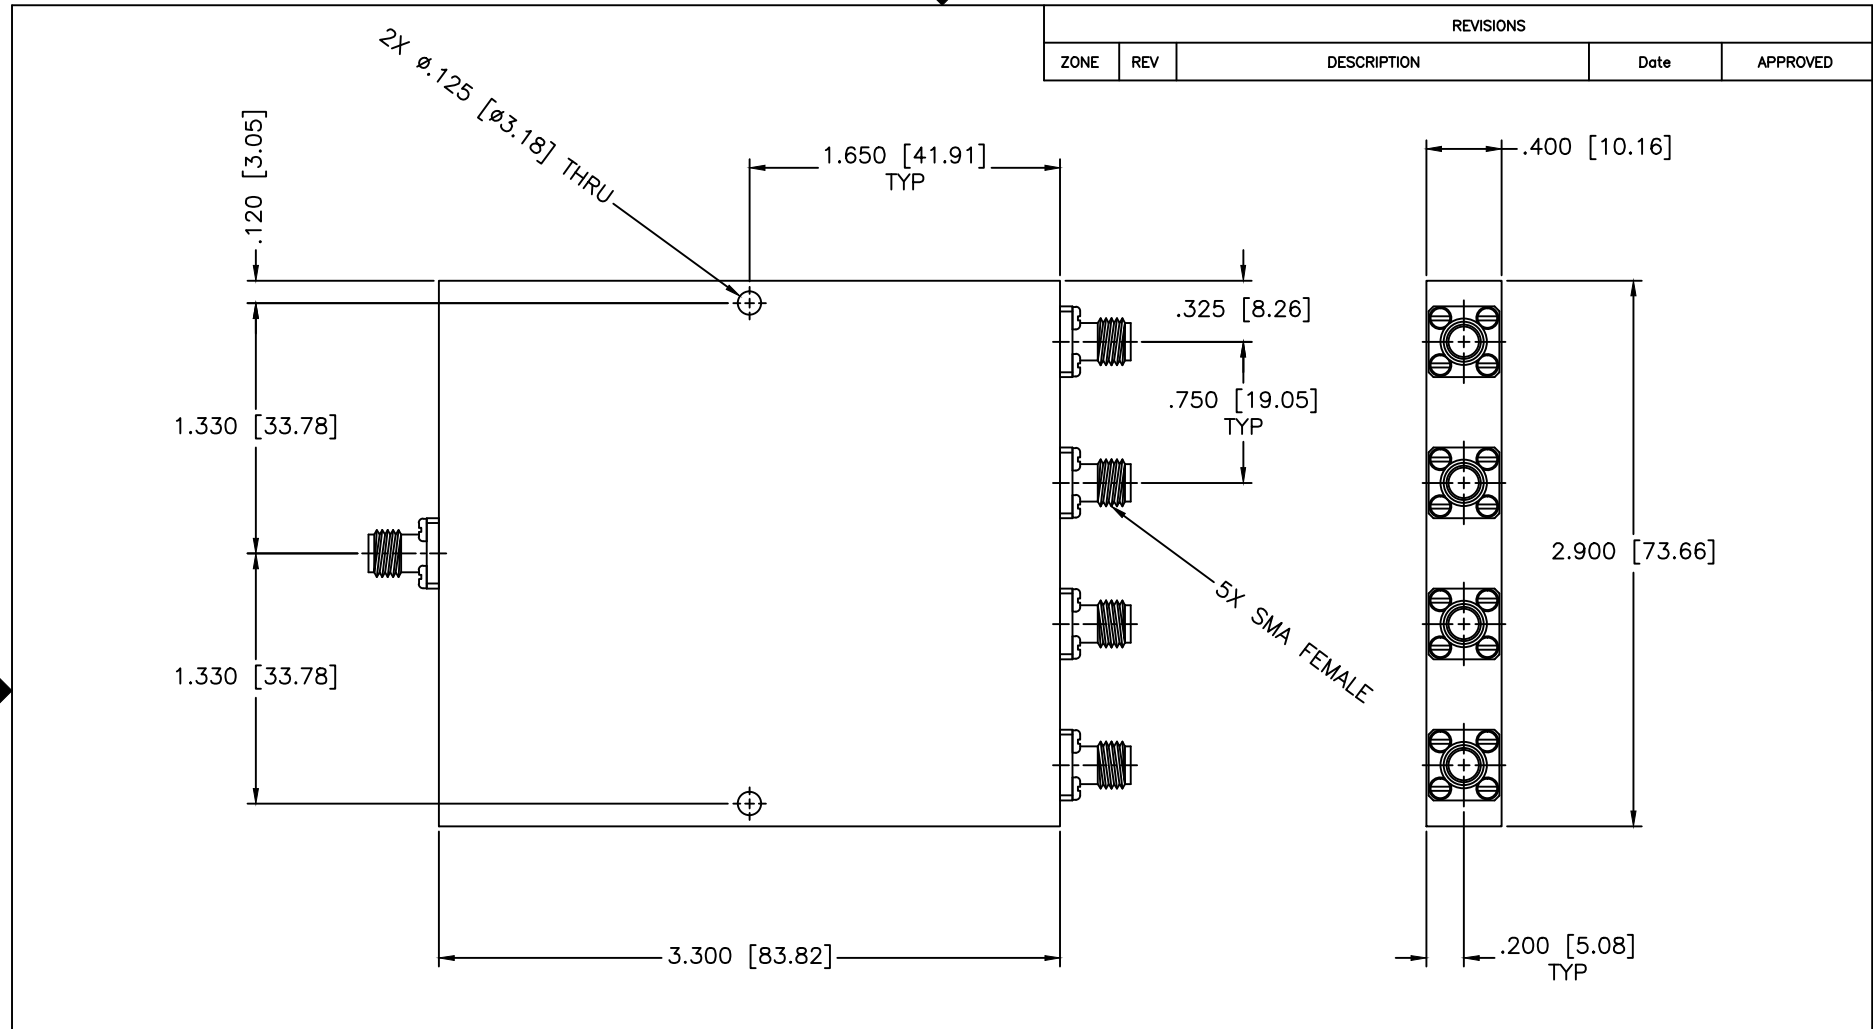 REVISIONS
ZONE REV DESCRIPTION Date APPROVED
2X ø.125 [ø3.18] THRU
.120 [3.05]
1.650 [41.91]
TYP
.400 [10.16]
.325 [8.26]
.750 [19.05]
TYP
1.330 [33.78]
2.900 [73.66]
5X SMA FEMALE
1.330 [33.78]
3.300 [83.82]
.200 [5.08]
TYP